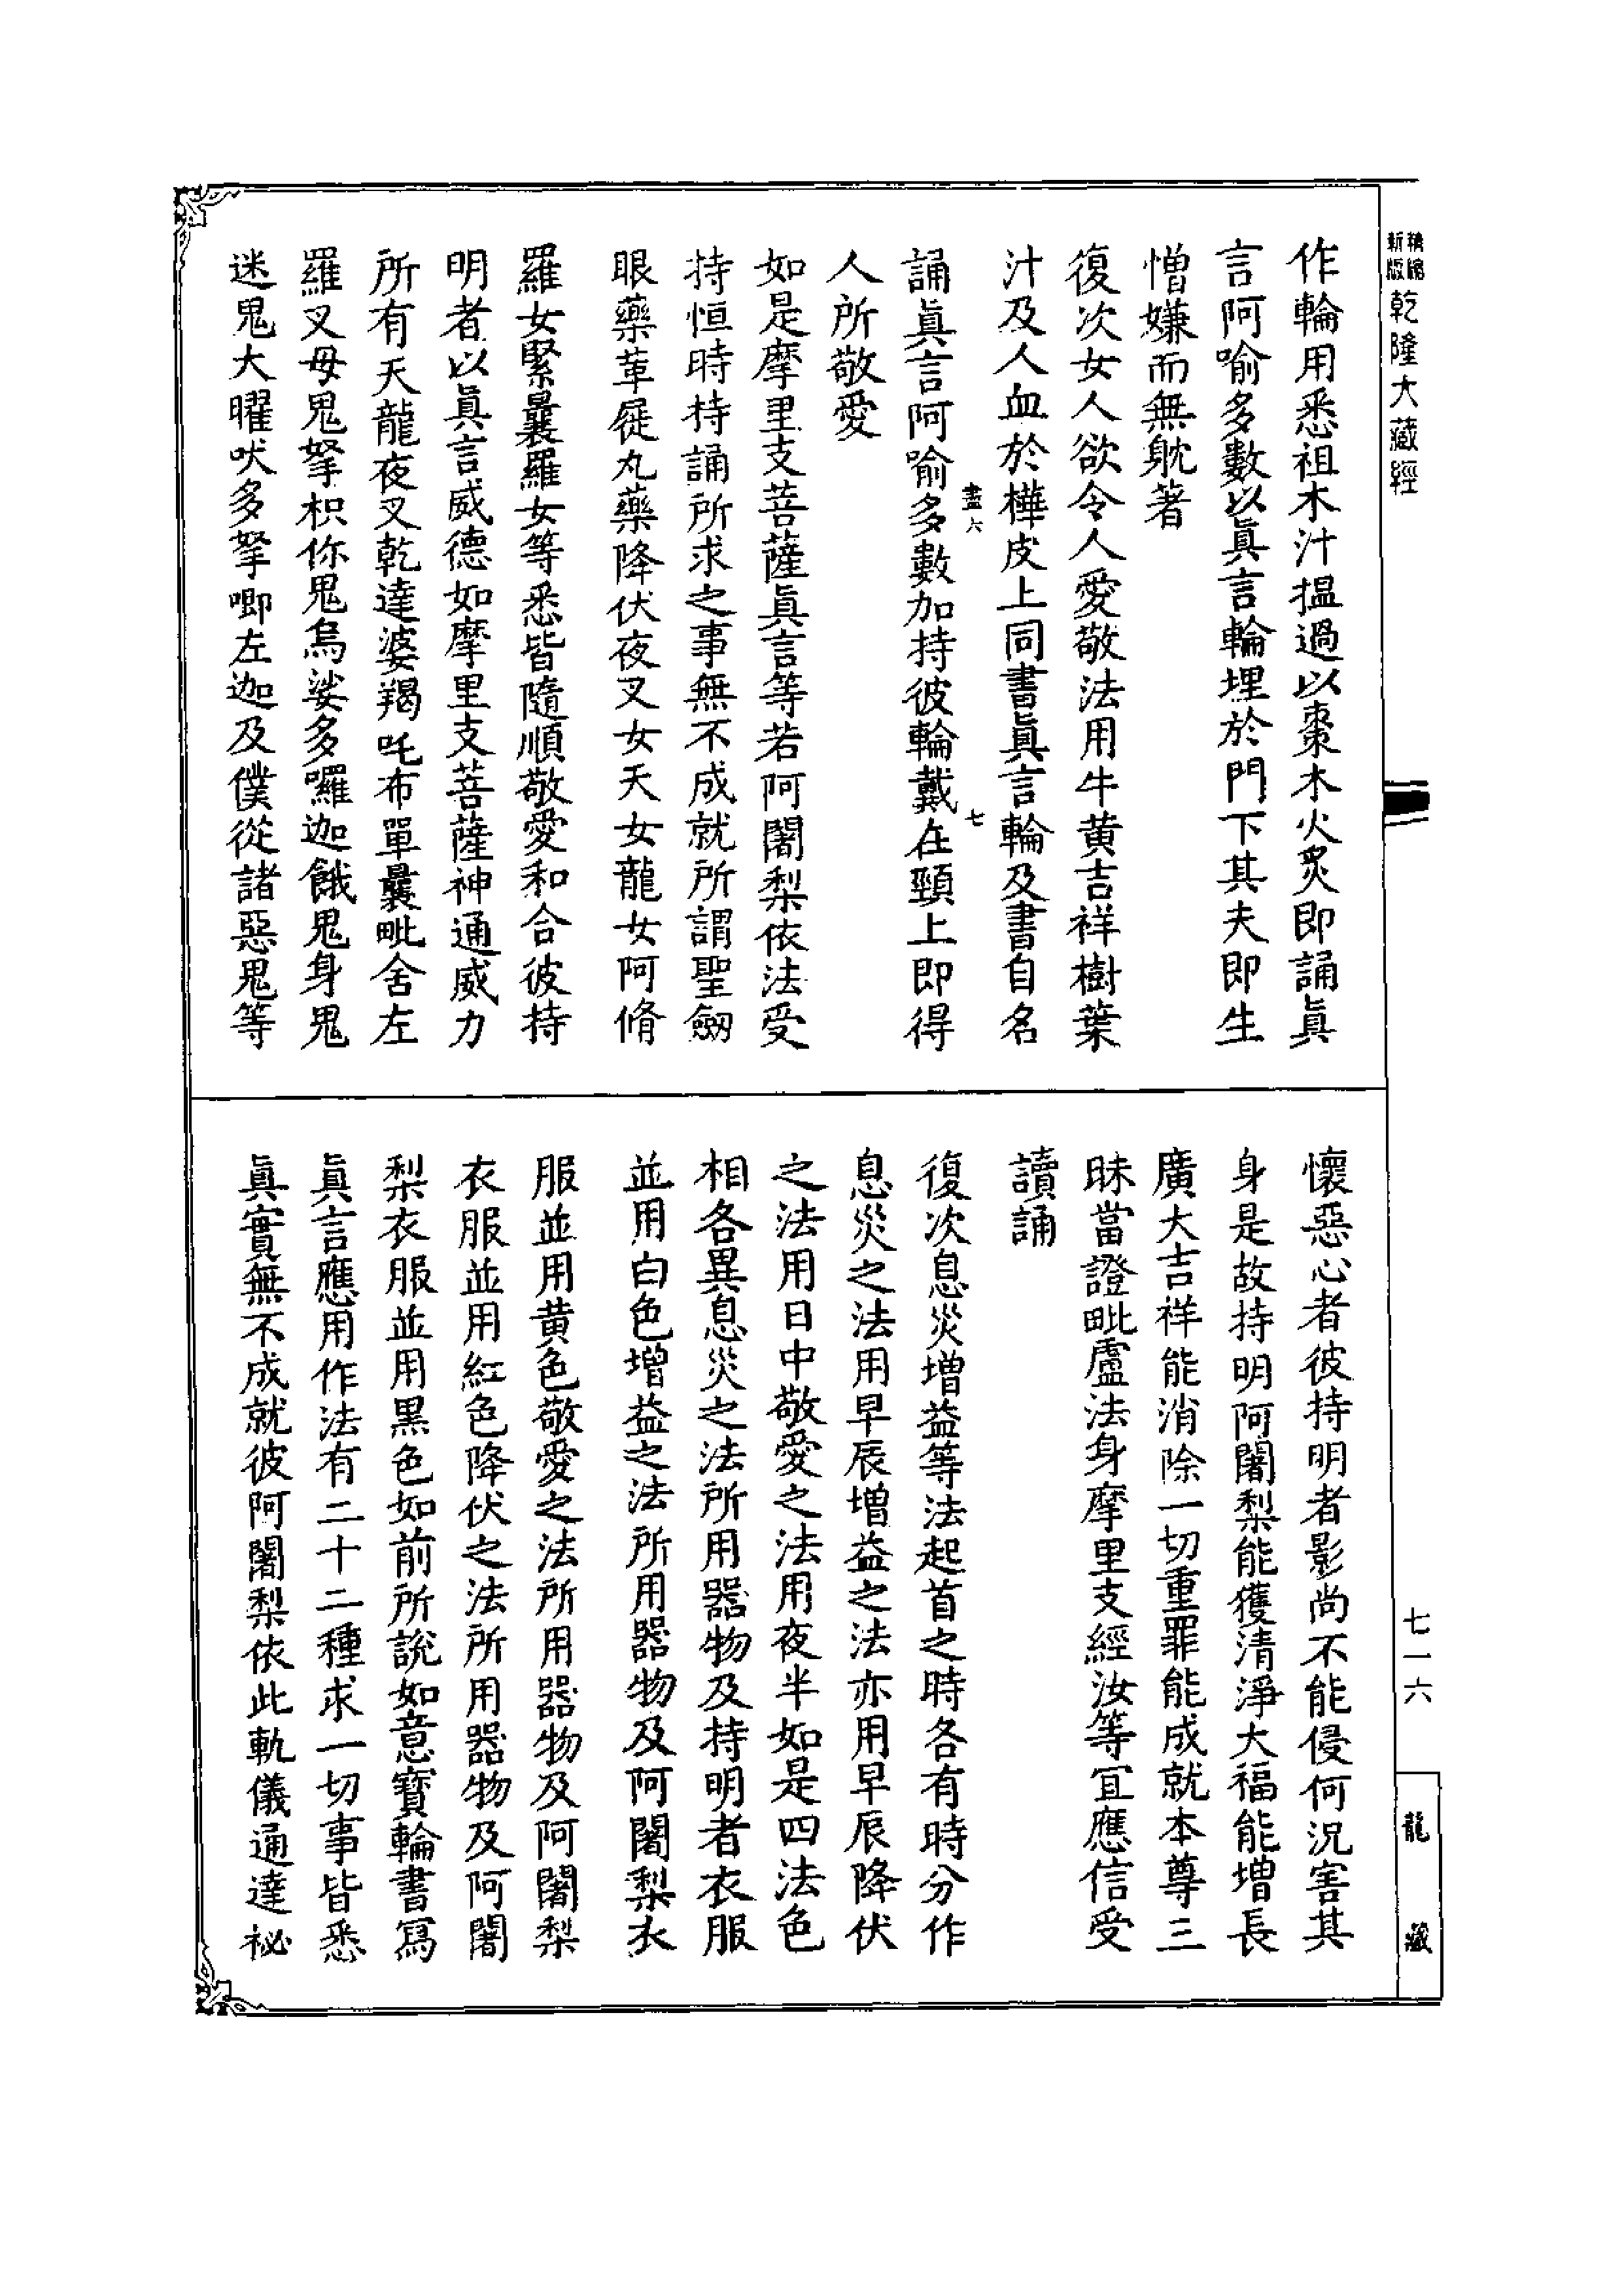 精縮新版乾隆大藏經
作輪用悉祖木汁揾過以棗木火炙即誦眞
言阿喻多數以眞言輪埋於門下其夫即生
憎嫌而無躭著
復次女人欲令人愛敬法用牛黄吉祥樹葉
汁及人血於樺皮上同書眞言輪及書自名
盡六 七
誦眞言阿喻多數加持彼輪戴在頸上即得
人所敬愛
如是摩里支菩薩眞言等若阿闍梨依法受
持恒時持誦所求之事無不成就所謂聖劒
眼藥革屣丸藥降伏夜叉女天女龍女阿脩
羅女緊曩羅女等悉皆隨順敬愛和合彼持
明者以眞言威德如摩里支菩薩神通威力
所有天龍夜叉乾達婆羯吒布單曩毗舍左
羅叉母鬼拏枳你鬼烏娑多囉迦餓鬼身鬼
迷鬼大曜吠多拏唧左迦及僕從諸惡鬼等
懷惡心者彼持明者影尚不能侵何況害其
身是故持明阿闍梨能獲清淨大福能增長
廣大吉祥能消除一切重罪能成就本尊三
昧當證毗盧法身摩里支經汝等宜應信受
讀誦
復次息災増益等法起首之時各有時分作
息災之法用早辰増益之法亦用早辰降伏
之法用日中敬愛之法用夜半如是四法色
相各異息災之法所用器物及持明者衣服
並用白色増益之法所用器物及阿闍梨衣
服並用黄色敬愛之法所用器物及阿闍梨
衣服並用紅色降伏之法所用器物及阿闍
梨衣服並用黒色如前所說如意寶輪書寫
眞言應用作法有二十二種求一切事皆悉
眞實無不成就彼阿闍梨依此軌儀通達祕
七一六
龍藏